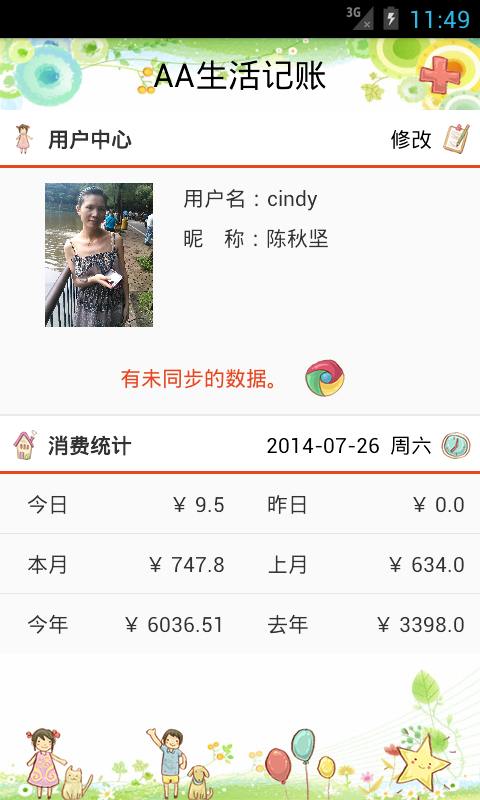 3G 11:49
AA生活记账
用户中心 修改
用户名：cindy
昵 称：陈秋坚
有未同步的数据。
消费统计 2014-07-26 周六
今日 ￥ 9.5 昨日 ￥ 0.0
本月 ￥ 747.8 上月 ￥ 634.0
今年 ￥ 6036.51 去年 ￥ 3398.0